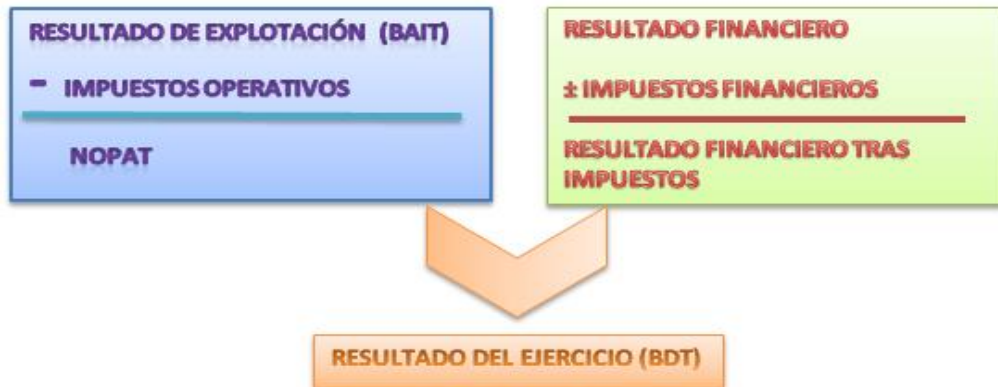 RESULTADO DE EXPLOTACIÓN (BAIT)
- IMPUESTOS OPERATIVOS
NOPAT
RESULTADO FINANCIERO
± IMPUESTOS FINANCIEROS
RESULTADO FINANCIERO TRAS
IMPUESTOS
RESULTADO DEL EJERCICIO (BDT)